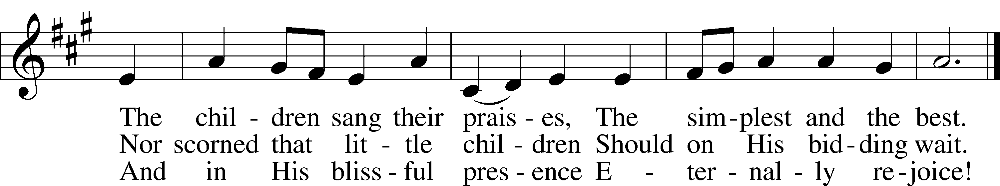 The chil - dren sang their prais - es, The sim - plest and the best.
Nor scorned that lit - tle chil - dren Should on His bid - ding wait.
And in His bliss - ful pres - ence E - ter - nal - ly re - joice!